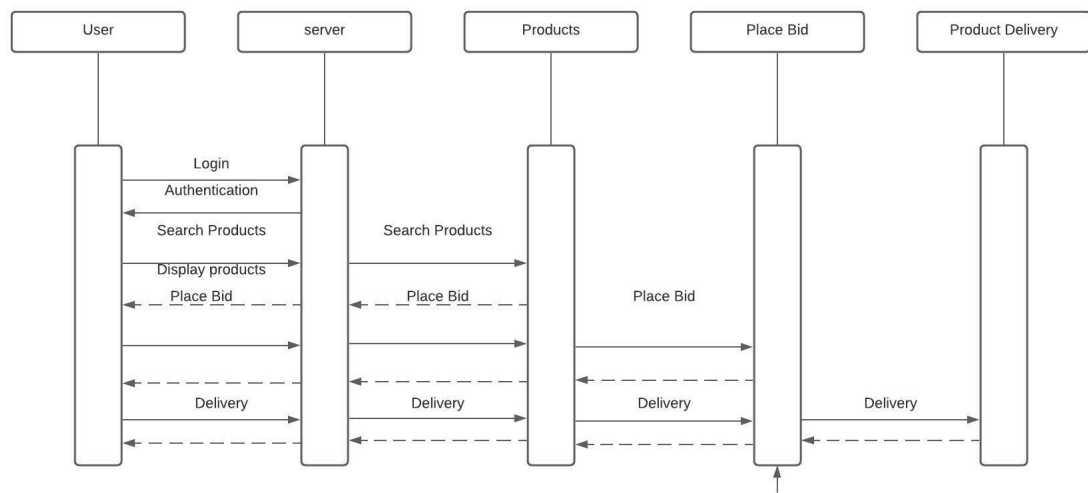 User
server
Products
Place Bid
Product Delivery
Login
Authentication
Search Products
Search Products
Display products
Place Bid
Place Bid
Place Bid
Delivery
Delivery
Delivery
Delivery